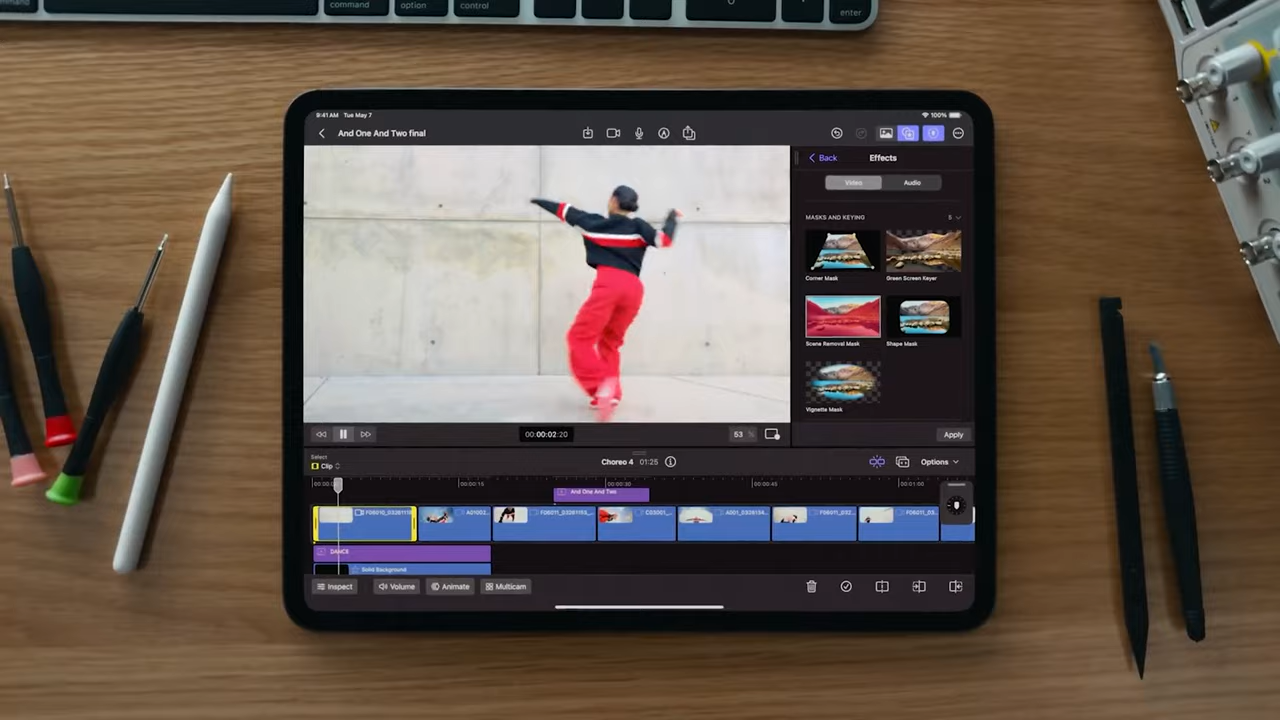 command
option
control
command
option
enter
9:41 AM Tue May 7
100%
And One And Two final
Back
Effects
Video
Audio
MASKS AND KEYING
5
Corner Mask
Green Screen Keyer
Scene Removal Mask
Shape Mask
Vignette Mask
00:00:02:20
53 %
Apply
Select
Clip
Choreo 4
01:25
Options
00:00:15
00:00:30
00:00:45
00:01:00
And One And Two
DANCE
Solid Background
Inspect
Volume
Animate
Multicam